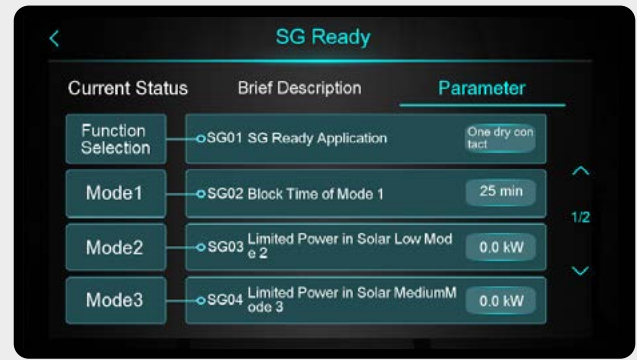 SG Ready
Current Status Brief Description Parameter
Function
Selection
SG01 SG Ready Application
One dry con
tact
Mode1
SG02 Block Time of Mode 1
25 min
1/2
Mode2
SG03 Limited Power in Solar Low Mod
e 2
0.0 kW
Mode3
SG04 Limited Power in Solar MediumM
ode 3
0.0 kW